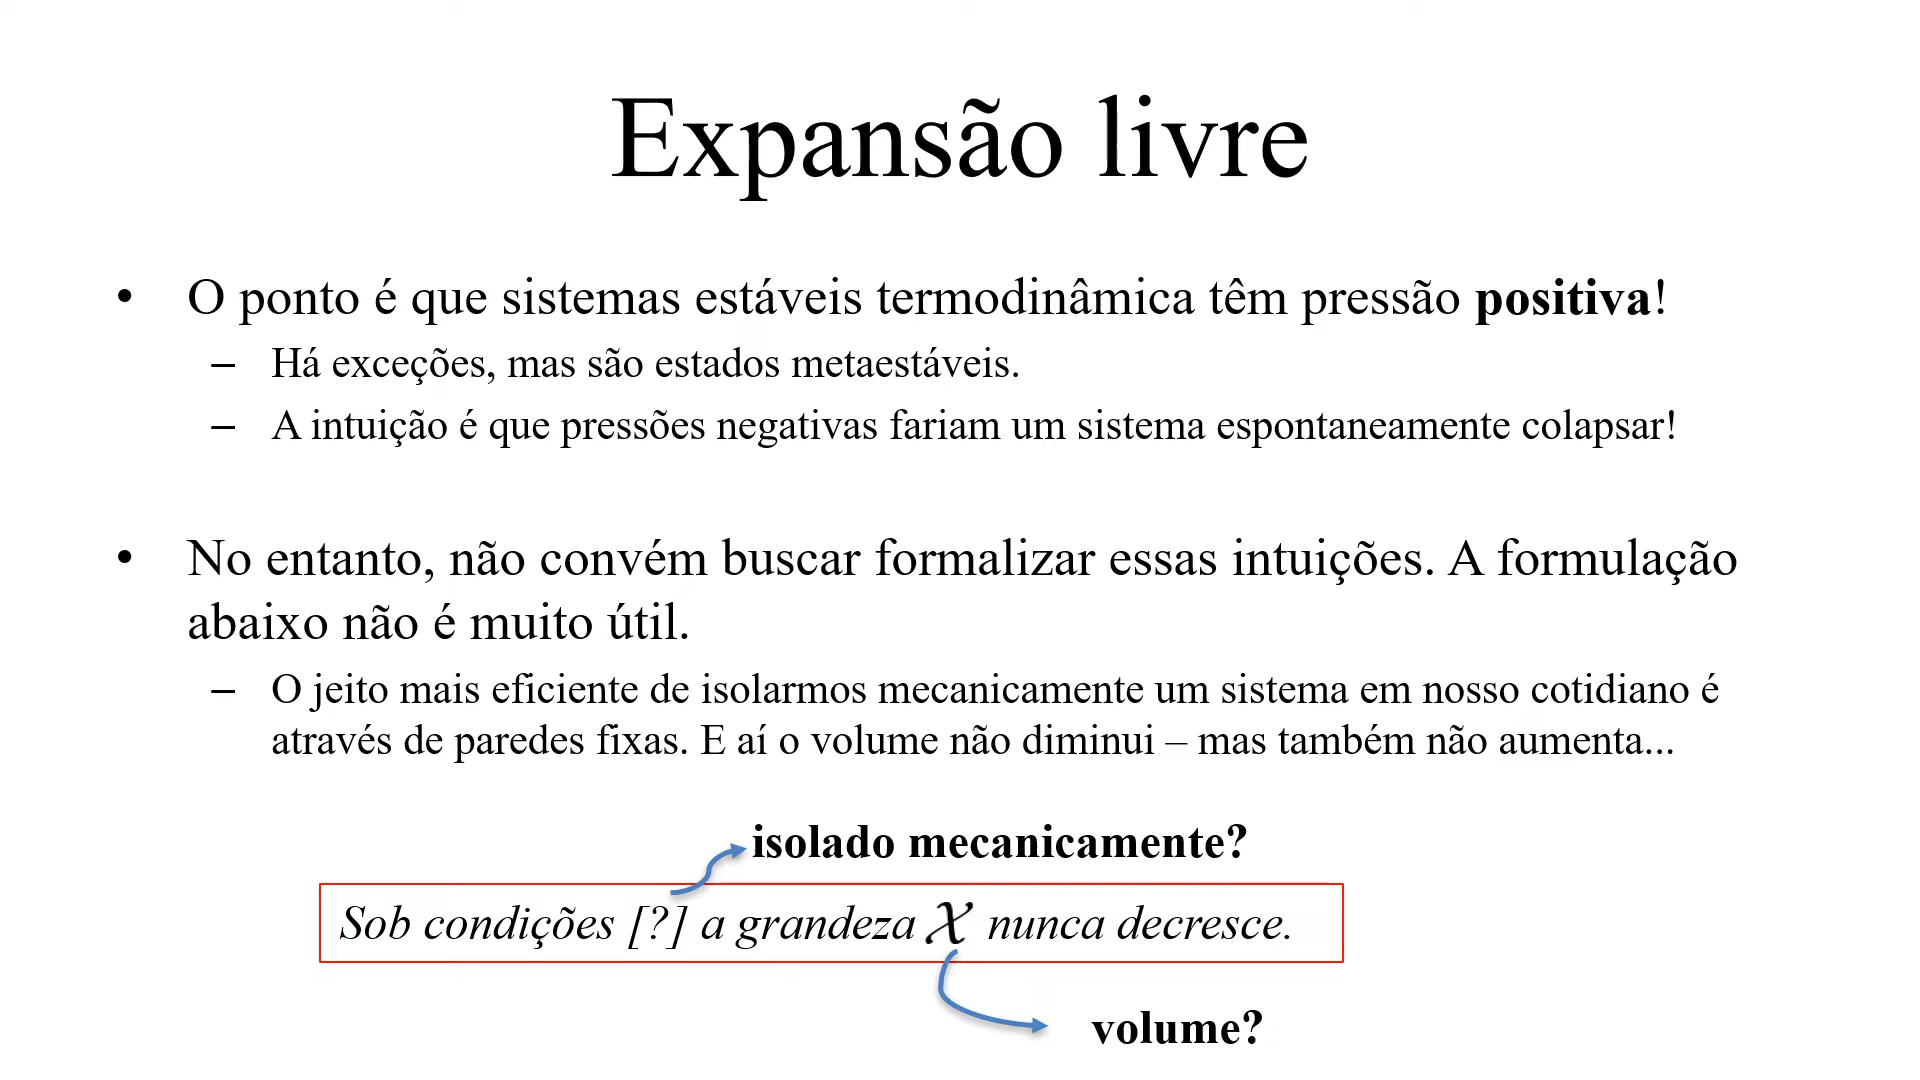 Expansão livre
• O ponto é que sistemas estáveis termodinâmica têm pressão positiva!
– Há exceções, mas são estados metaestáveis.
– A intuição é que pressões negativas fariam um sistema espontaneamente colapsar!
• No entanto, não convém buscar formalizar essas intuições. A formulação
abaixo não é muito útil.
– O jeito mais eficiente de isolarmos mecanicamente um sistema em nosso cotidiano é
através de paredes fixas. E aí o volume não diminui – mas também não aumenta...
isolado mecanicamente?
Sob condições [?] a grandeza 𝒳 nunca decresce.
volume?